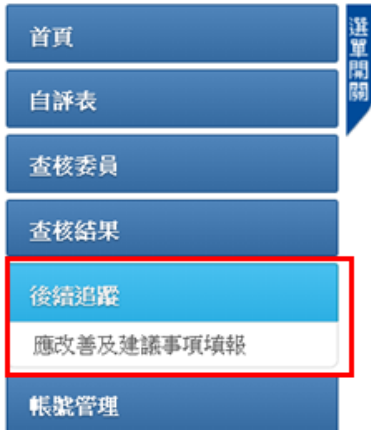 首頁
選單開關
自評表
查核委員
查核結果
後續追蹤
應改善及建議事項填報
帳號管理